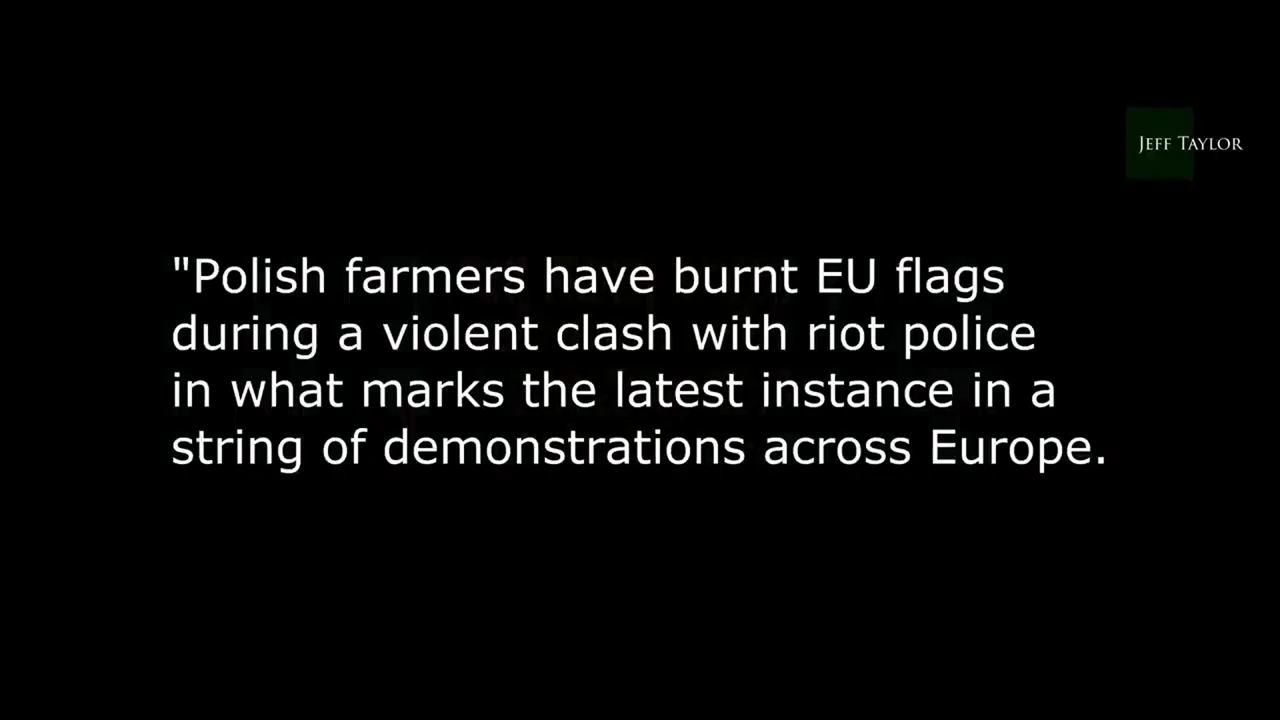 JEFF TAYLOR
"Polish farmers have burnt EU flags
during a violent clash with riot police
in what marks the latest instance in a
string of demonstrations across Europe.